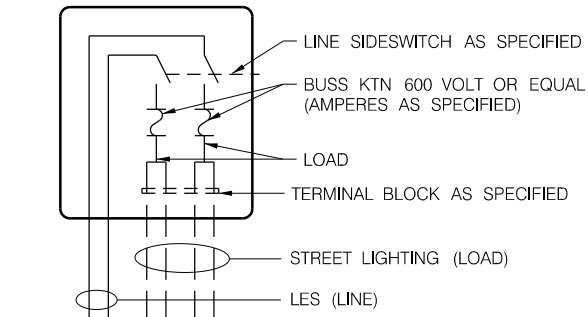 LINE SIDESWITCH AS SPECIFIED
BUSS KTN 600 VOLT OR EQUAL
(AMPERES AS SPECIFIED)
LOAD
TERMINAL BLOCK AS SPECIFIED
STREET LIGHTING (LOAD)
LES (LINE)